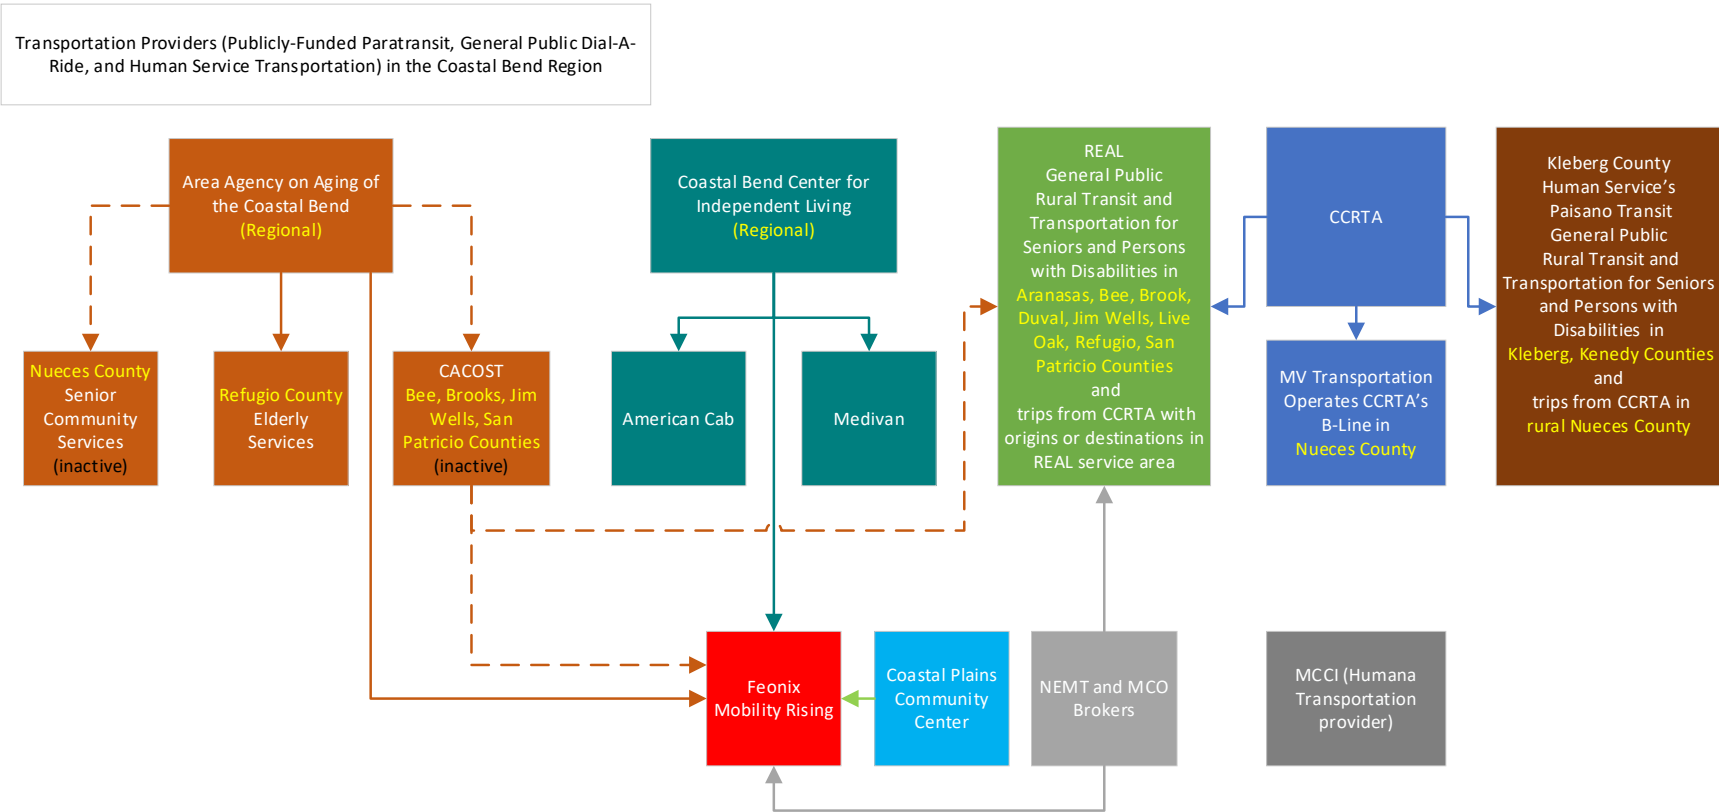 Transportation Providers (Publicly-Funded Paratransit, General Public Dial-A-
Ride, and Human Service Transportation) in the Coastal Bend Region
Area Agency on Aging of
the Coastal Bend
(Regional)
Coastal Bend Center for
Independent Living
(Regional)
REAL
General Public
Rural Transit and
Transportation for
Seniors and Persons
with Disabilities in
Aranasas, Bee, Brook,
Duval, Jim Wells, Live
Oak, Refugio, San
Patricio Counties
and
trips from CCRTA with
origins or destinations in
REAL service area
CCRTA
Kleberg County
Human Service's
Paisano Transit
General Public
Rural Transit and
Transportation for Seniors
and Persons with
Disabilities in
Kleberg, Kenedy Counties
and
trips from CCRTA in
rural Nueces County
Nueces County
Senior
Community
Services
(inactive)
Refugio County
Elderly
Services
CACOST
Bee, Brooks, Jim
Wells, San
Patricio Counties
(inactive)
American Cab
Medivan
MV Transportation
Operates CCRTA's
B-Line in
Nueces County
Feonix
Mobility Rising
Coastal Plains
Community
Center
NEMT and MCO
Brokers
MCCI (Humana
Transportation
provider)